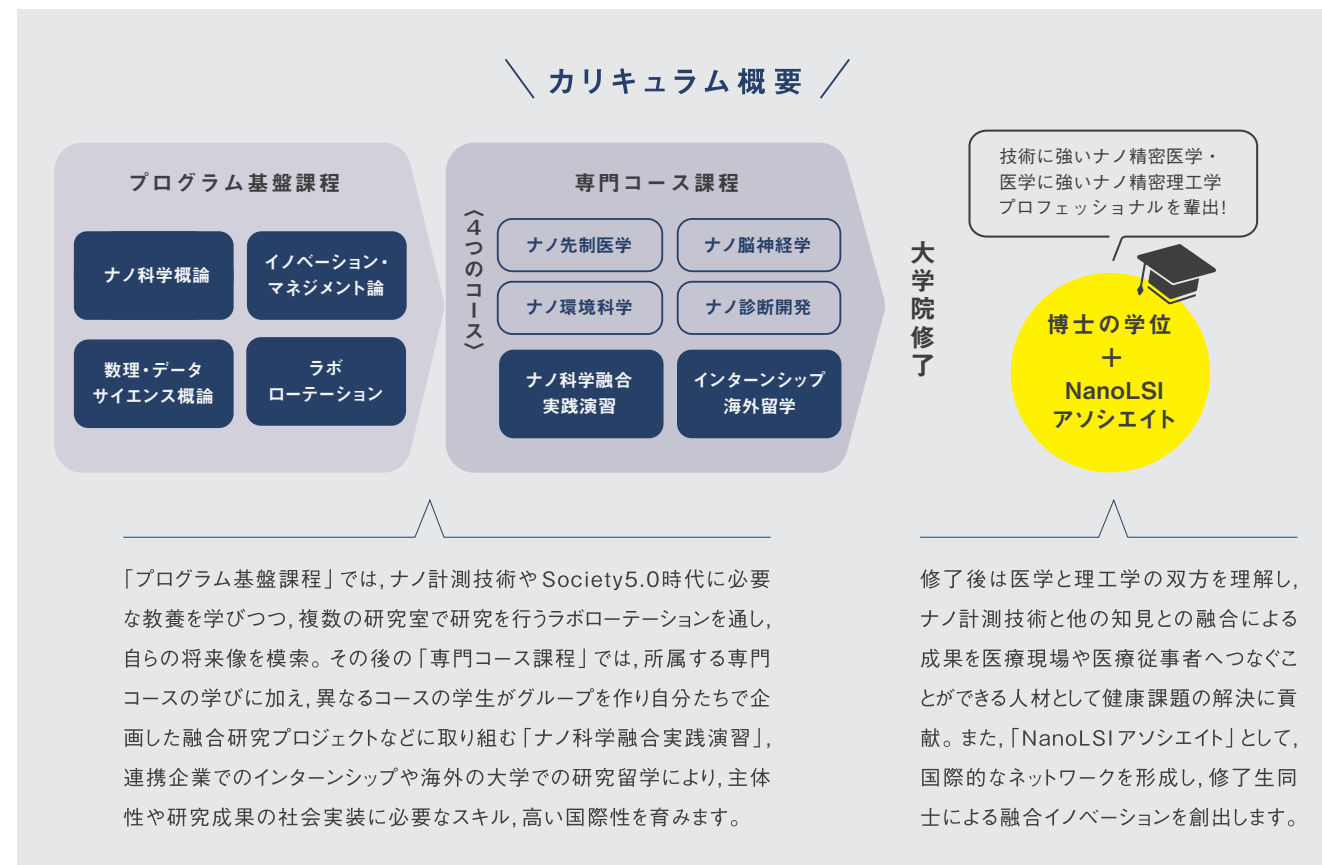 カリキュラム概要
プログラム基盤課程
ナノ科学概論
イノベーション・
マネジメント論
数理・データ
サイエンス概論
ラボ
ローテーション
専門コース課程
〈4つのコース〉
ナノ先制医学
ナノ脳神経学
ナノ環境科学
ナノ診断開発
ナノ科学融合
実践演習
インターンシップ
海外留学
大学院修了
技術に強いナノ精密医学・
医学に強いナノ精密理工学
プロフェッショナルを輩出!
博士の学位
+
NanoLSI
アソシエイト
「プログラム基盤課程」では,ナノ計測技術やSociety5.0時代に必要
な教養を学びつつ,複数の研究室で研究を行うラボローテーションを通し,
自らの将来像を模索。その後の「専門コース課程」では,所属する専門
コースの学びに加え,異なるコースの学生がグループを作り自分たちで企
画した融合研究プロジェクトなどに取り組む「ナノ科学融合実践演習」,
連携企業でのインターンシップや海外の大学での研究留学により,主体
性や研究成果の社会実装に必要なスキル,高い国際性を育みます。
修了後は医学と理工学の双方を理解し,
ナノ計測技術と他の知見との融合による
成果を医療現場や医療従事者へつなぐこ
とができる人材として健康課題の解決に貢
献。また,「NanoLSIアソシエイト」として,
国際的なネットワークを形成し,修了生同
士による融合イノベーションを創出します。